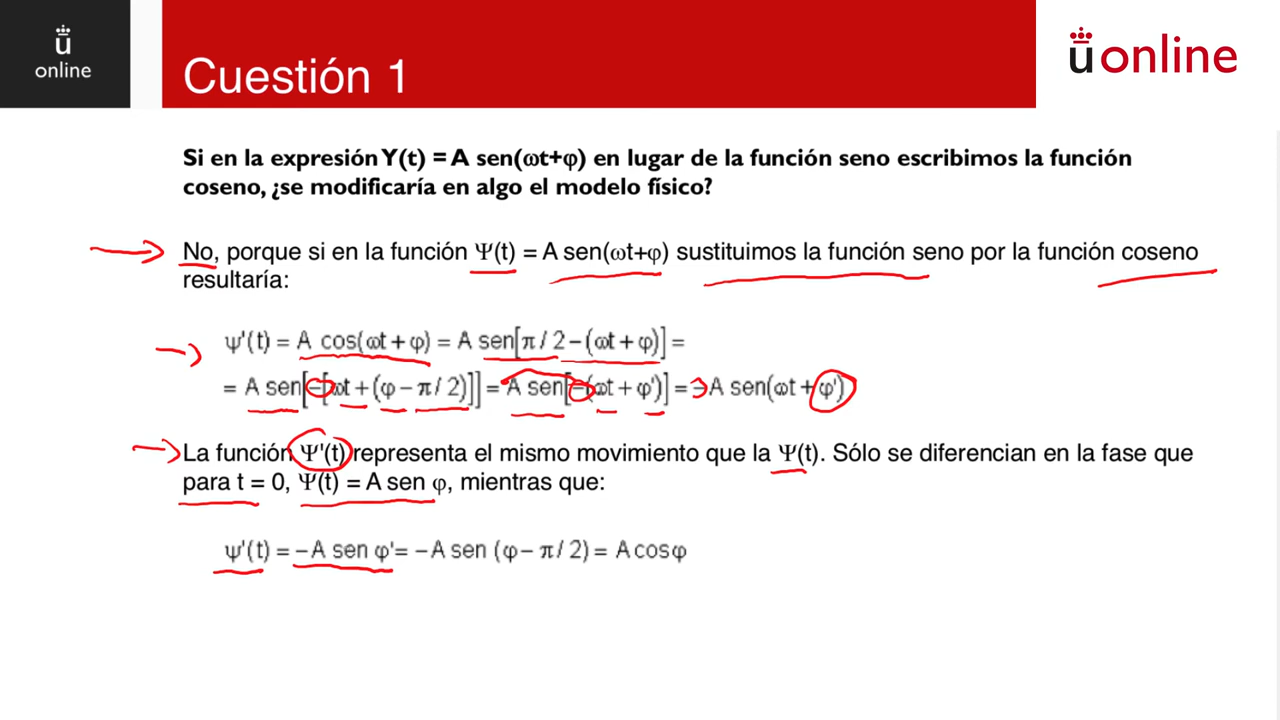 ü
online
Cuestión 1
üonline
Si en la expresión Y(t) = A sen(ωt+φ) en lugar de la función seno escribimos la función
coseno, ¿se modificaría en algo el modelo físico?
No, porque si en la función Ψ(t) = A sen(ωt+φ) sustituimos la función seno por la función coseno
resultaría:
ψ'(t) = A cos(ωt + φ) = A sen[π / 2 − (ωt + φ)] =
= A sen[−[ωt + (φ − π / 2)]] = A sen[−(ωt + φ')] = −A sen(ωt + φ')
La función Ψ'(t) representa el mismo movimiento que la Ψ(t). Sólo se diferencian en la fase que
para t = 0, Ψ(t) = A sen φ, mientras que:
ψ'(t) = −A sen φ' = −A sen (φ − π / 2) = A cosφ